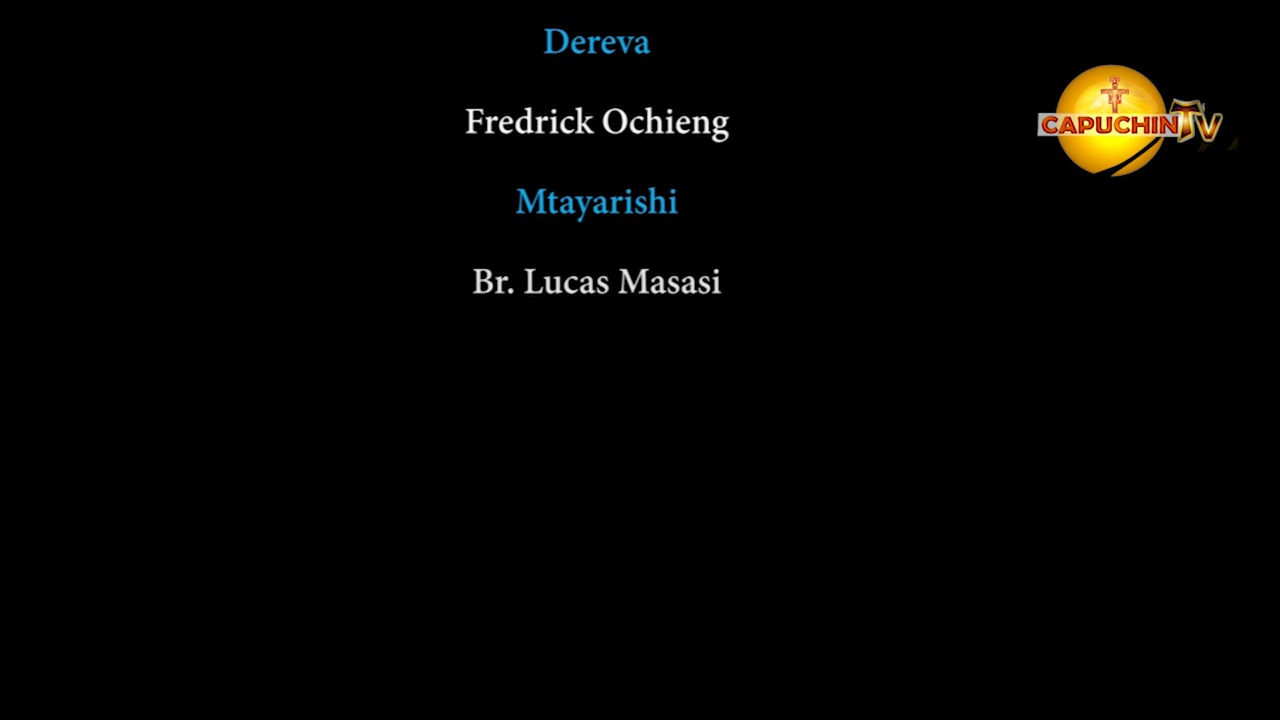 Dereva
Fredrick Ochieng
Mtayarishi
Br. Lucas Masasi
CAPUCHIN TV